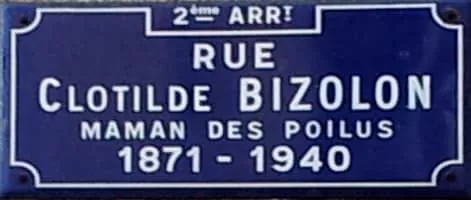 2ème ARRT
RUE
CLOTILDE BIZOLON
MAMAN DES POILUS
1871 - 1940